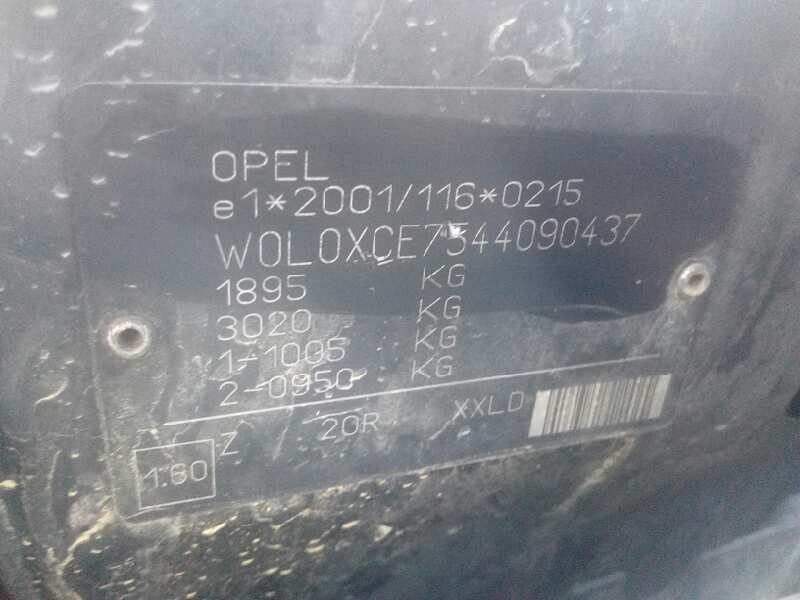 OPEL
e1*2001/116*0215
W0L0XCE7544090437
1895 KG
3020 KG
1-1005 KG
2-0950 KG
1.60 Z 20R XXLD